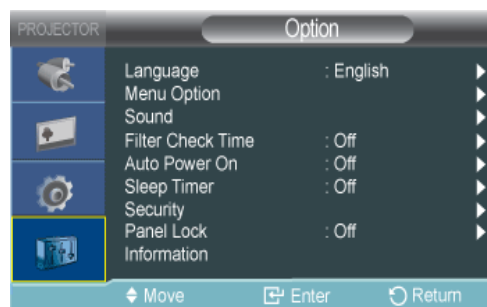 PROJECTOR Option
Language : English
Menu Option
Sound
Filter Check Time : Off
Auto Power On : Off
Sleep Timer : Off
Security
Panel Lock : Off
Information
Move Enter Return